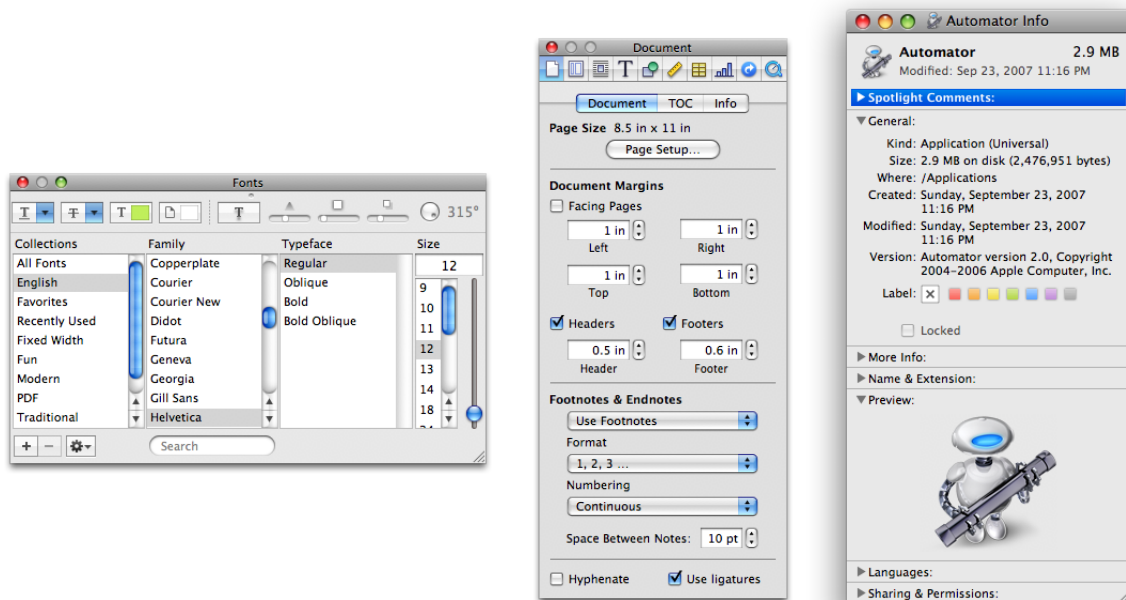 Fonts
T
T
T
T
315°
Collections
Family
Typeface
Size
All Fonts
English
Favorites
Recently Used
Fixed Width
Fun
Modern
PDF
Traditional
Copperplate
Courier
Courier New
Didot
Futura
Geneva
Georgia
Gill Sans
Helvetica
Regular
Oblique
Bold
Bold Oblique
12
9
10
11
12
13
14
18
+ −
Search
Document
T
Document TOC Info
Page Size 8.5 in x 11 in
Page Setup...
Document Margins
Facing Pages
1 in 1 in
Left Right
1 in 1 in
Top Bottom
Headers Footers
0.5 in 0.6 in
Header Footer
Footnotes & Endnotes
Use Footnotes
Format
1, 2, 3 ...
Numbering
Continuous
Space Between Notes: 10 pt
Hyphenate Use ligatures
Automator Info
Automator 2.9 MB
Modified: Sep 23, 2007 11:16 PM
Spotlight Comments:
General:
Kind: Application (Universal)
Size: 2.9 MB on disk (2,476,951 bytes)
Where: /Applications
Created: Sunday, September 23, 2007
11:16 PM
Modified: Sunday, September 23, 2007
11:16 PM
Version: Automator version 2.0, Copyright
2004–2006 Apple Computer, Inc.
Label:
Locked
More Info:
Name & Extension:
Preview:
Languages:
Sharing & Permissions: